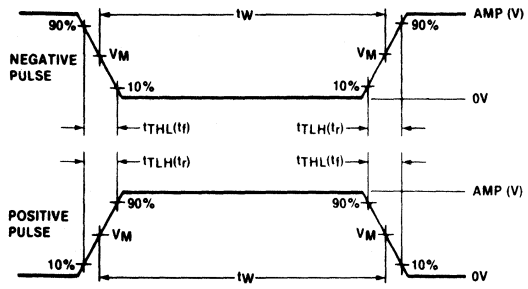 tW
90%
90%
AMP (V)
NEGATIVE
PULSE
VM
VM
10%
10%
0V
tTHL(tf)
tTLH(tr)
tTLH(tr)
tTHL(tf)
AMP (V)
90%
90%
POSITIVE
PULSE
VM
VM
10%
10%
tW
0V